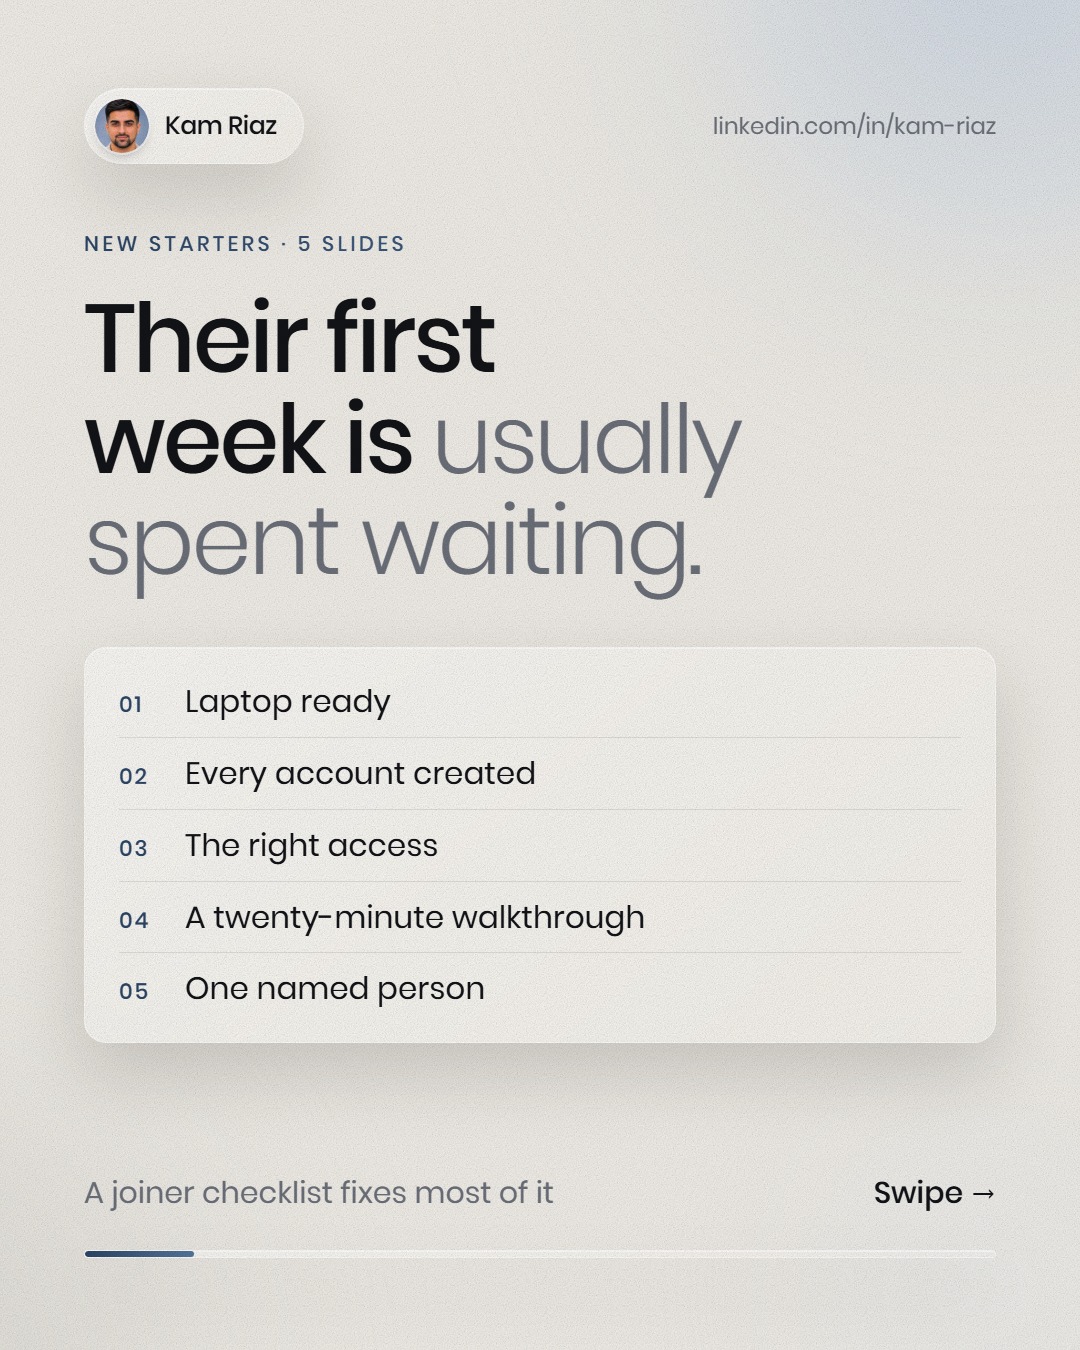 Kam Riaz
linkedin.com/in/kam-riaz
NEW STARTERS · 5 SLIDES
Their first
week is usually
spent waiting.
01 Laptop ready
02 Every account created
03 The right access
04 A twenty-minute walkthrough
05 One named person
A joiner checklist fixes most of it
Swipe →